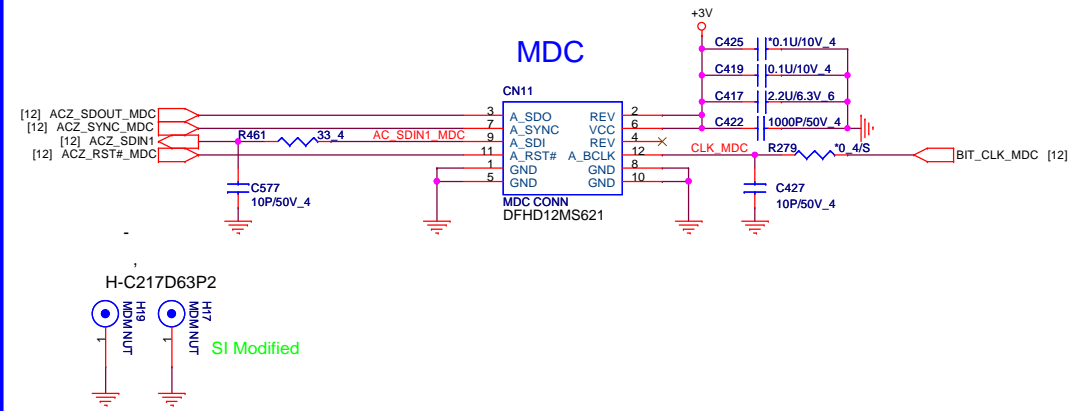 +3V
MDC
C425 *0.1U/10V_4
C419 0.1U/10V_4
C417 2.2U/6.3V_6
C422 1000P/50V_4
CN11
[12] ACZ_SDOUT_MDC 3 A_SDO REV 2
[12] ACZ_SYNC_MDC 7 A_SYNC VCC 6
[12] ACZ_SDIN1 R461 33_4 AC_SDIN1_MDC 9 A_SDI REV 4
[12] ACZ_RST#_MDC 11 A_RST# A_BCLK 12 CLK_MDC R279 *0_4/S BIT_CLK_MDC [12]
1 GND GND 8
5 GND GND 10
MDC CONN
DFHD12MS621
C577
10P/50V_4
C427
10P/50V_4
-
,
H-C217D63P2
H19
MDM NUT
1
H17
MDM NUT
1
SI Modified